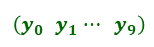 (y₀ y₁ ⋯ y₉)